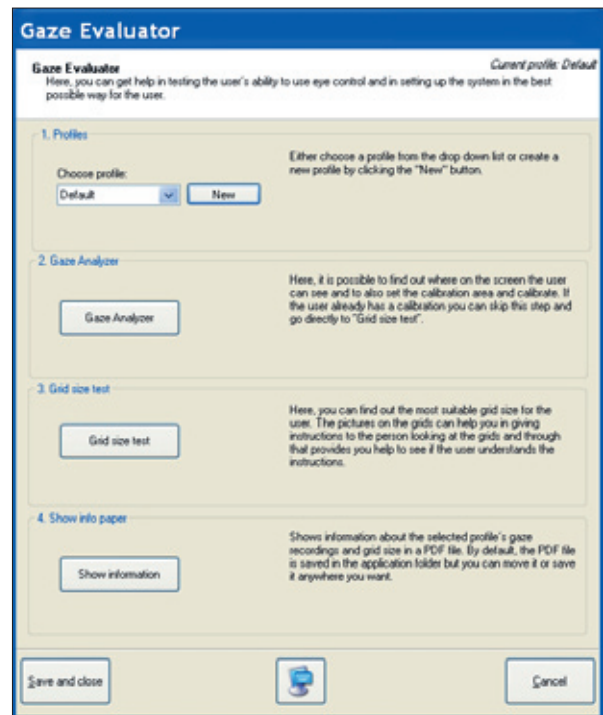 Gaze Evaluator
Gaze Evaluator
Current profile: Default
Here, you can get help in testing the user's ability to use eye control and in setting up the system in the best
possible way for the user.
1. Profiles
Choose profile:
Default
New
Either choose a profile from the drop down list or create a
new profile by clicking the "New" button.
2. Gaze Analyzer
Gaze Analyzer
Here, it is possible to find out where on the screen the user
can see and to also set the calibration area and calibrate. If
the user already has a calibration you can skip this step and
go directly to "Grid size test".
3. Grid size test
Grid size test
Here, you can find out the most suitable grid size for the
user. The pictures on the grids can help you in giving
instructions to the person looking at the grids and through
that provides you help to see if the user understands the
instructions.
4. Show info paper
Show information
Shows information about the selected profile's gaze
recordings and grid size in a PDF file. By default, the PDF file
is saved in the application folder but you can move it or save
it anywhere you want.
Save and close
Cancel